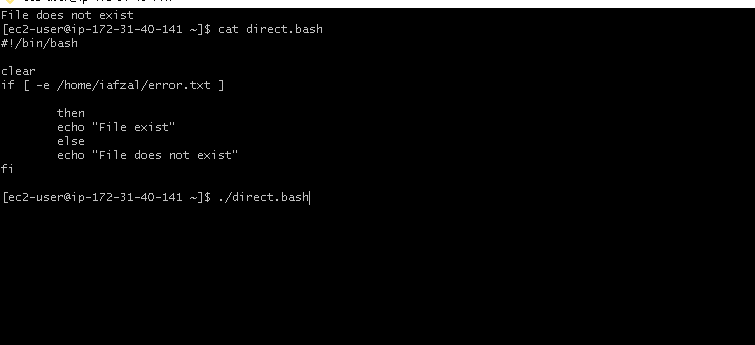 File does not exist
[ec2-user@ip-172-31-40-141 ~]$ cat direct.bash
#!/bin/bash
clear
if [ -e /home/iafzal/error.txt ]
then
echo "File exist"
else
echo "File does not exist"
fi
[ec2-user@ip-172-31-40-141 ~]$ ./direct.bash